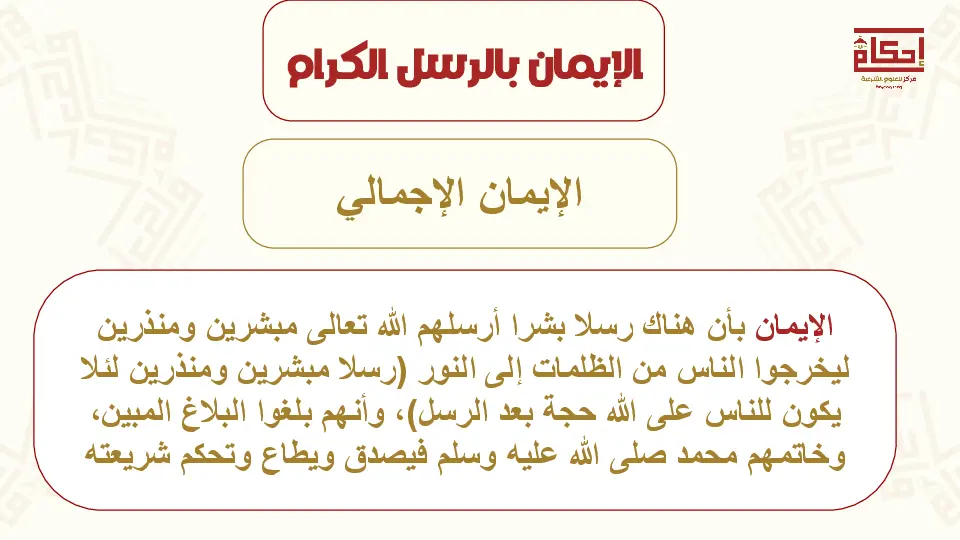 الإيمان بالرسل الكرام
إحكام
مركز للعلوم الشرعية
الإيمان الإجمالي
الإيمان بأن هناك رسلا بشرا أرسلهم الله تعالى مبشرين ومنذرين
ليخرجوا الناس من الظلمات إلى النور (رسلا مبشرين ومنذرين لئلا
يكون للناس على الله حجة بعد الرسل)، وأنهم بلغوا البلاغ المبين،
وخاتمهم محمد صلى الله عليه وسلم فيصدق ويطاع وتحكم شريعته